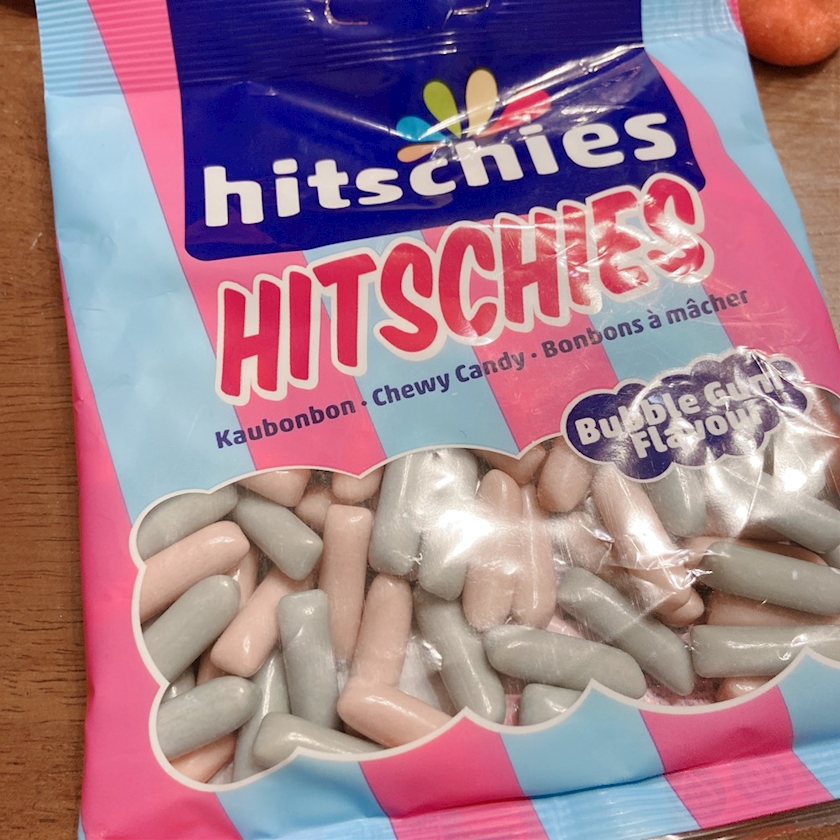 hitschies
HITSCHIES
Kaubonbon · Chewy Candy · Bonbons à mâcher
Bubble Gum
Flavour